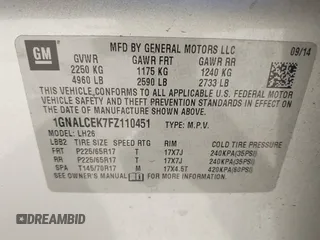 GM
MFD BY GENERAL MOTORS LLC
09/14
GVWR GAWR FRT GAWR RR
2250 KG 1175 KG 1240 KG
4960 LB 2590 LB 2733 LB
THIS VEHICLE CONFORMS TO ALL APPLICABLE U.S. FEDERAL
MOTOR VEHICLE SAFETY, AND THEFT PREVENTION STANDARDS
IN EFFECT ON THE DATE OF MANUFACTURE SHOWN ABOVE.
1GNALCEK7FZ110451 TYPE: M.P.V.
MODEL: LH26
LBB2 TIRE SIZE SPEED RTG RIM COLD TIRE PRESSURE
FRT P225/65R17 T 17X7J 240KPA(35PSI)
RR P225/65R17 T 17X7J 240KPA(35PSI)
SPA T145/70R17 M 17X4.5T 420KPA(60PSI)
SEE OWNER'S MANUAL FOR
CARABIDID